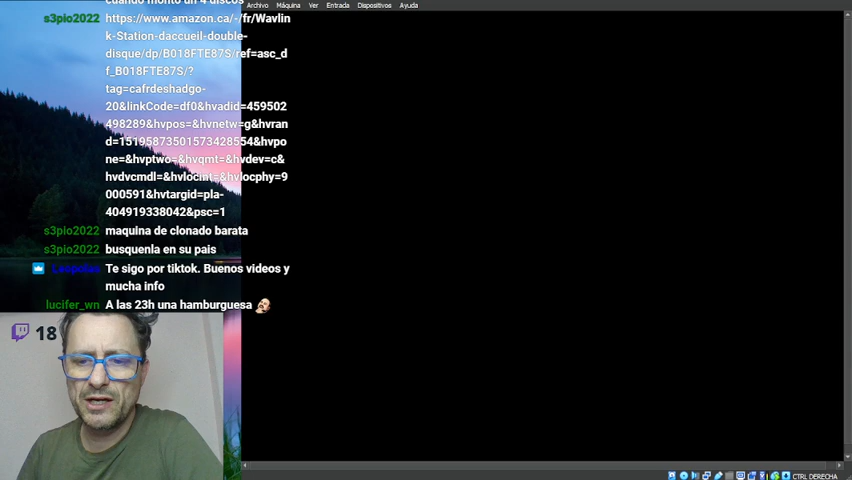 Archivo Máquina Ver Entrada Dispositivos Ayuda
cuando monto un 4 discos
s3pio2022 https://www.amazon.ca/-/fr/Wavlin
k-Station-daccueil-double-
disque/dp/B018FTE87S/ref=asc_d
f_B018FTE87S/?
tag=cafrdeshadgo-
20&linkCode=df0&hvadid=459502
498289&hvpos=&hvnetw=g&hvran
d=15195873501573428554&hvpo
ne=&hvptwo=&hvqmt=&hvdev=c&
hvdvcmdl=&hvlocint=&hvlocphy=9
000591&hvtargid=pla-
404919338042&psc=1
s3pio2022 maquina de clonado barata
s3pio2022 busquenla en su pais
Te sigo por tiktok. Buenos videos y
mucha info
lucifer_wn A las 23h una hamburguesa
18
CTRL DERECHA